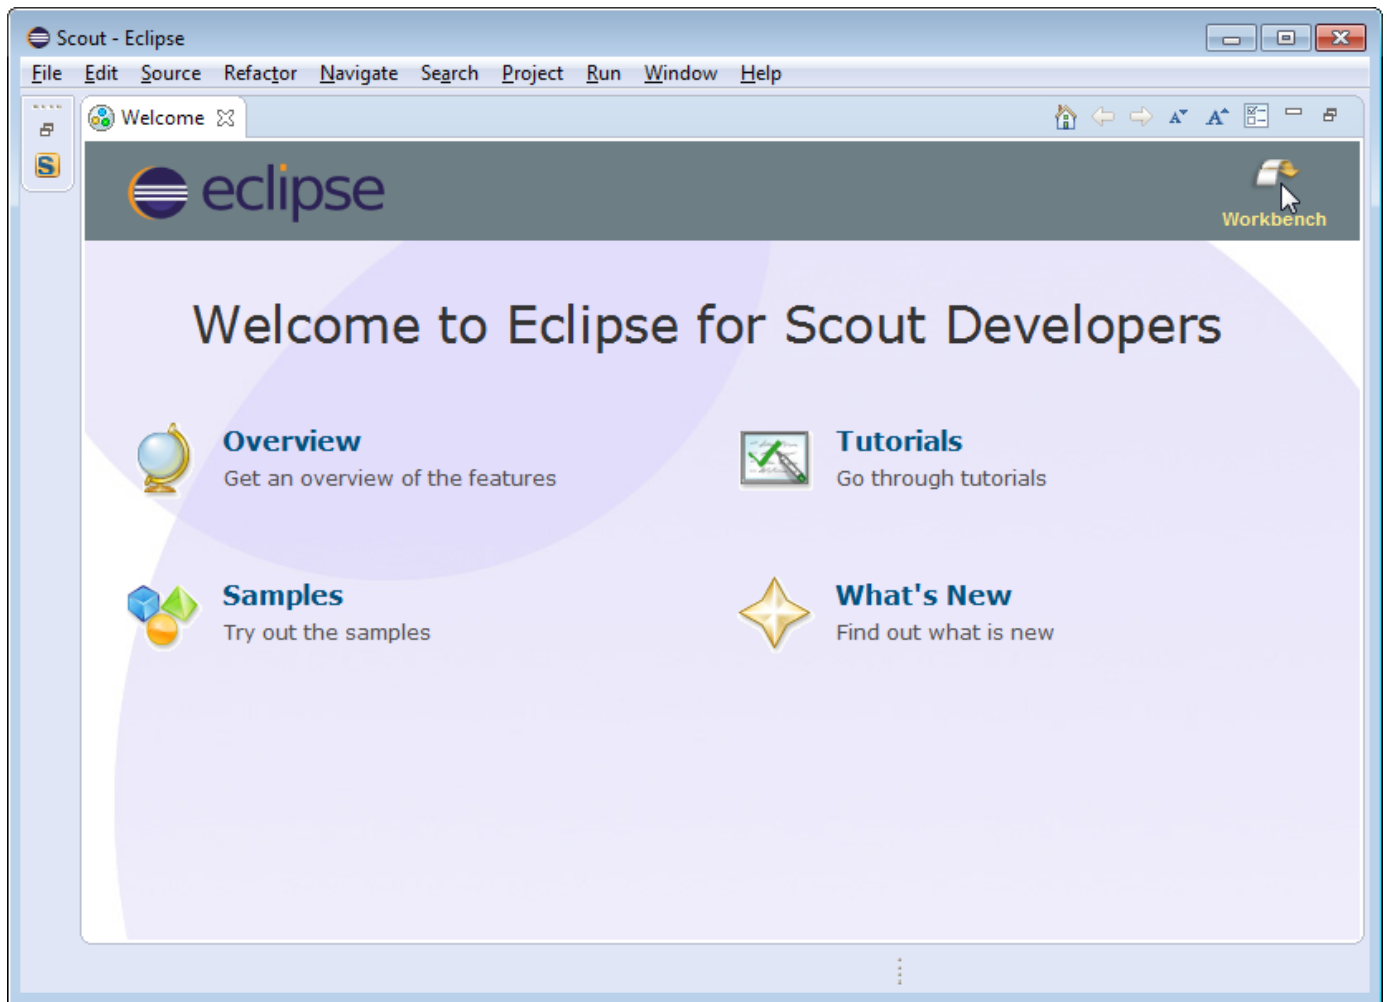 Scout - Eclipse
File Edit Source Refactor Navigate Search Project Run Window Help
Welcome
S
eclipse
Workbench
Welcome to Eclipse for Scout Developers
Overview
Get an overview of the features
Tutorials
Go through tutorials
Samples
Try out the samples
What's New
Find out what is new